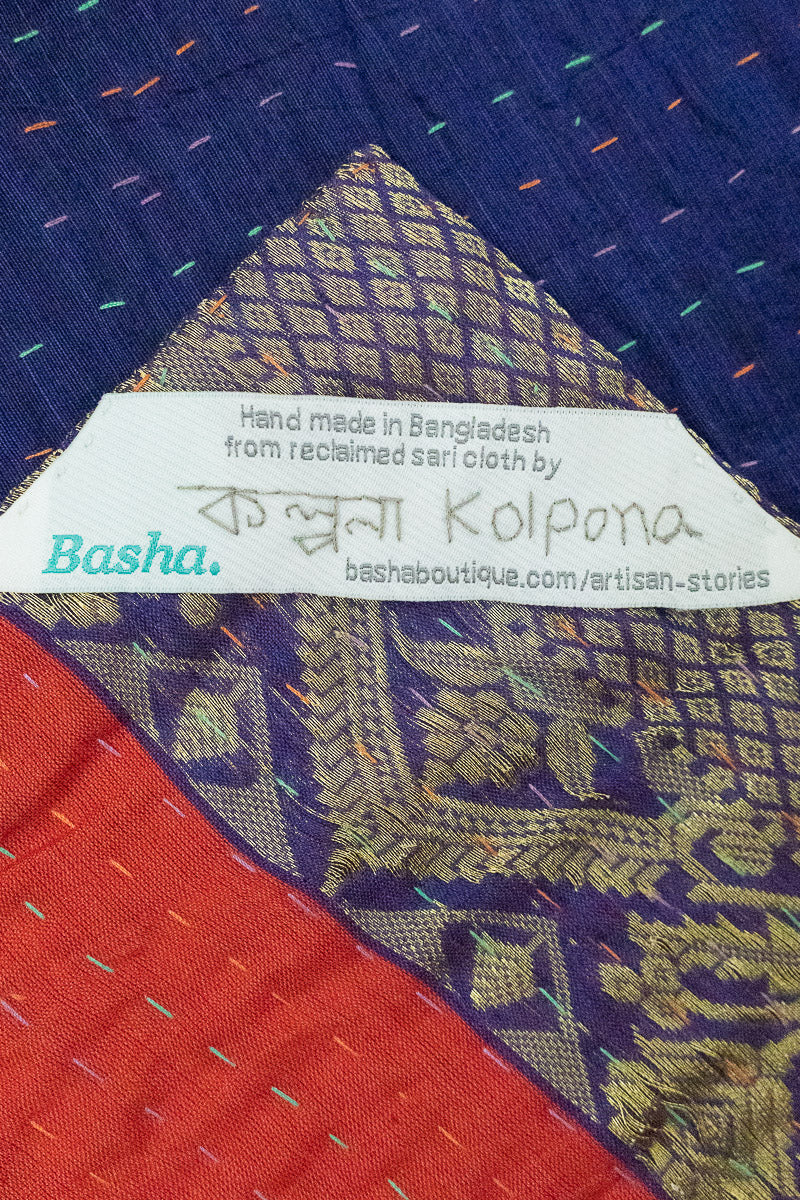 Hand made in Bangladesh
from reclaimed sari cloth by
কল্পনা Kolpona
Basha.
bashaboutique.com/artisan-stories